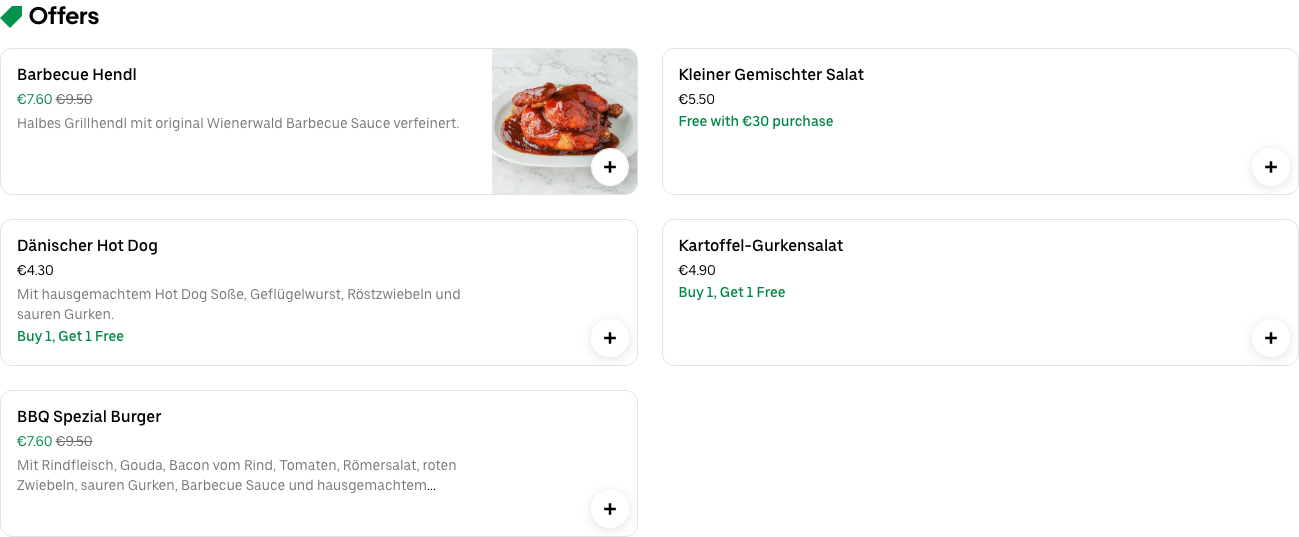 Offers
Barbecue Hendl
€7.60 €9.50
Halbes Grillhendl mit original Wienerwald Barbecue Sauce verfeinert.
Kleiner Gemischter Salat
€5.50
Free with €30 purchase
Dänischer Hot Dog
€4.30
Mit hausgemachtem Hot Dog Soße, Geflügelwurst, Röstzwiebeln und
sauren Gurken.
Buy 1, Get 1 Free
Kartoffel-Gurkensalat
€4.90
Buy 1, Get 1 Free
BBQ Spezial Burger
€7.60 €9.50
Mit Rindfleisch, Gouda, Bacon vom Rind, Tomaten, Römersalat, roten
Zwiebeln, sauren Gurken, Barbecue Sauce und hausgemachtem...